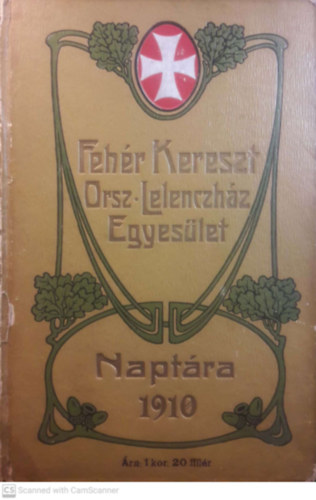 Fehér Kereszt
Orsz. Lelenczház
Egyesület
Naptára
1910
Ára: 1 kor. 20 fillér
CS Scanned with CamScanner